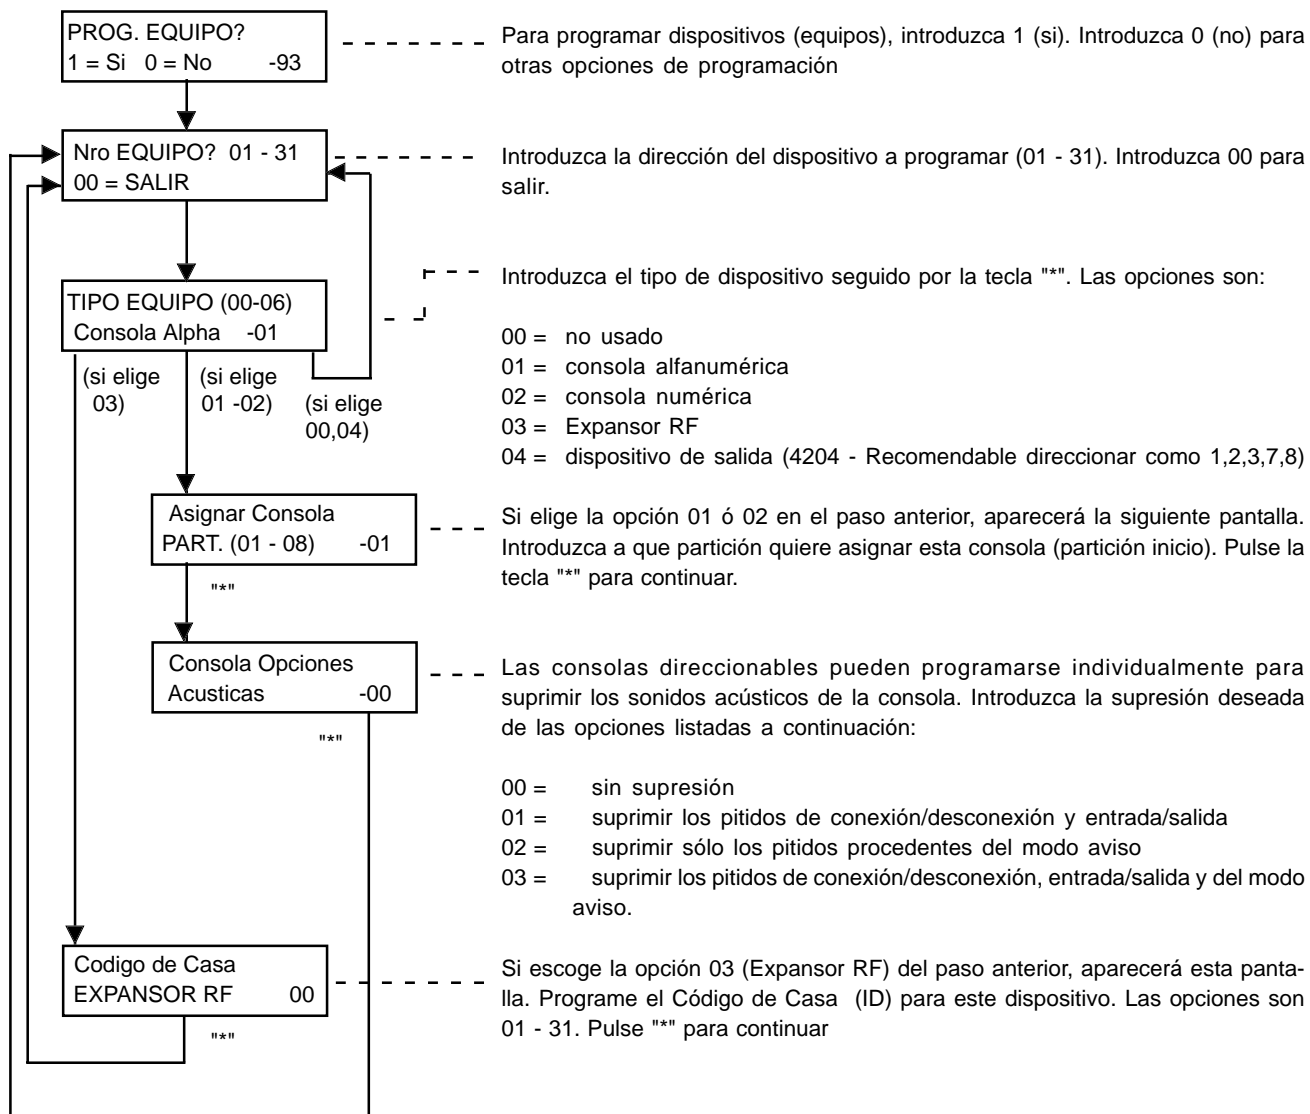 PROG. EQUIPO?
1 = Si 0 = No -93
Para programar dispositivos (equipos), introduzca 1 (si). Introduzca 0 (no) para
otras opciones de programación
Nro EQUIPO? 01 - 31
00 = SALIR
Introduzca la dirección del dispositivo a programar (01 - 31). Introduzca 00 para
salir.
TIPO EQUIPO (00-06)
Consola Alpha -01
(si elige
03)
(si elige
01 -02)
(si elige
00,04)
Introduzca el tipo de dispositivo seguido por la tecla "*". Las opciones son:
00 = no usado
01 = consola alfanumérica
02 = consola numérica
03 = Expansor RF
04 = dispositivo de salida (4204 - Recomendable direccionar como 1,2,3,7,8)
Asignar Consola
PART. (01 - 08) -01
"*"
Si elige la opción 01 ó 02 en el paso anterior, aparecerá la siguiente pantalla.
Introduzca a que partición quiere asignar esta consola (partición inicio). Pulse la
tecla "*" para continuar.
Consola Opciones
Acusticas -00
"*"
Las consolas direccionables pueden programarse individualmente para
suprimir los sonidos acústicos de la consola. Introduzca la supresión deseada
de las opciones listadas a continuación:
00 = sin supresión
01 = suprimir los pitidos de conexión/desconexión y entrada/salida
02 = suprimir sólo los pitidos procedentes del modo aviso
03 = suprimir los pitidos de conexión/desconexión, entrada/salida y del modo
aviso.
Codigo de Casa
EXPANSOR RF 00
"*"
Si escoge la opción 03 (Expansor RF) del paso anterior, aparecerá esta panta-
lla. Programe el Código de Casa (ID) para este dispositivo. Las opciones son
01 - 31. Pulse "*" para continuar